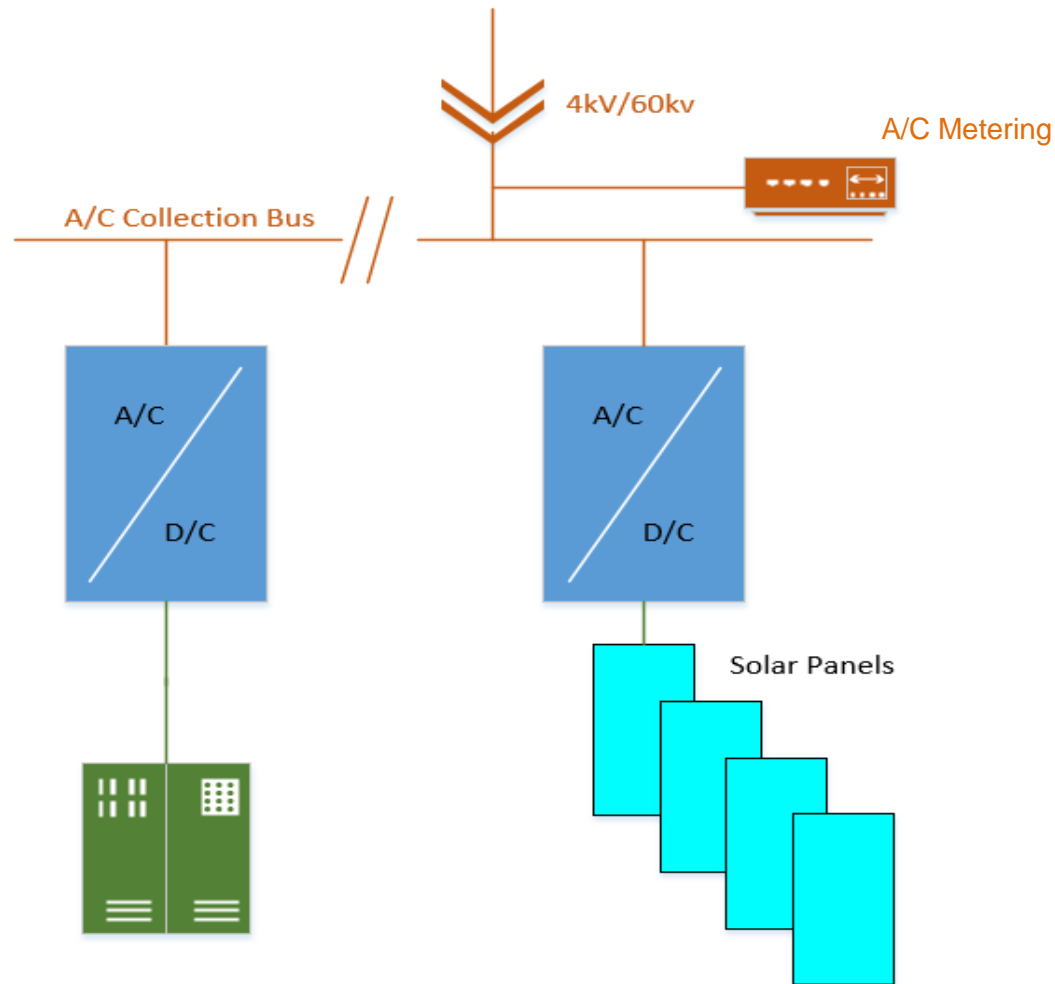 4kV/60kv
A/C Metering
A/C Collection Bus
A/C
D/C
A/C
D/C
Solar Panels